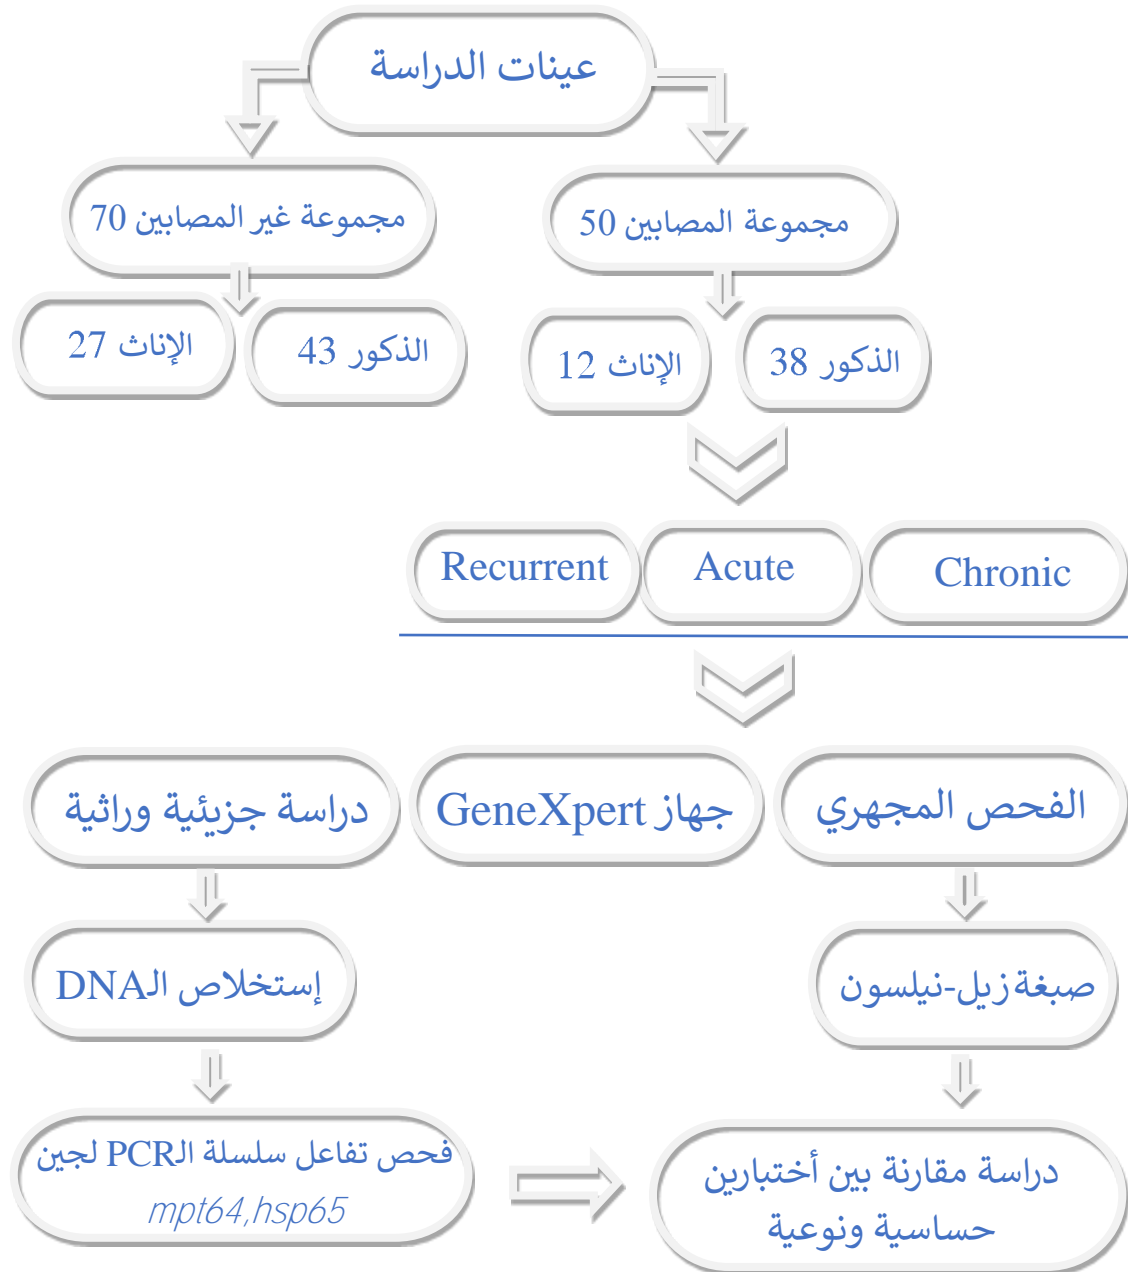 عينات الدراسة
مجموعة المصابين 50
مجموعة غير المصابين 70
الذكور 38
الإناث 12
الذكور 43
الإناث 27
Recurrent
Acute
Chronic
الفحص المجهري
جهاز GeneXpert
دراسة جزيئية وراثية
صبغة زيل-نيلسون
إستخلاص الـDNA
فحص تفاعل سلسلة الـPCR لجين
mpt64,hsp65
دراسة مقارنة بين أختبارين
حساسية ونوعية